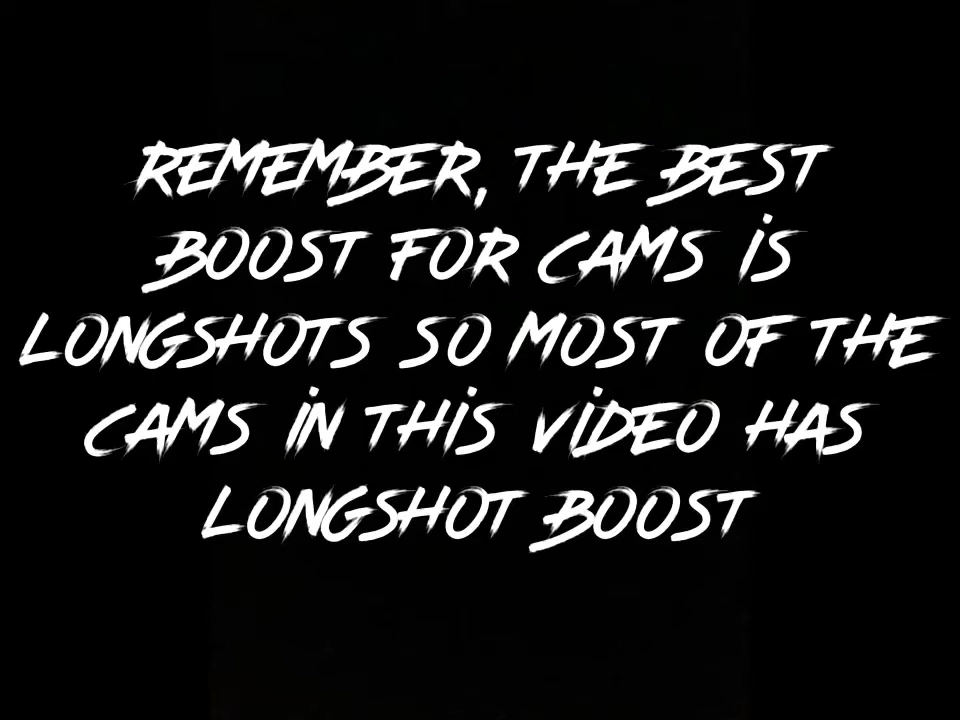 REMEMBER, THE BEST
BOOST FOR CAMS IS
LONGSHOTS SO MOST OF THE
CAMS IN THIS VIDEO HAS
LONGSHOT BOOST